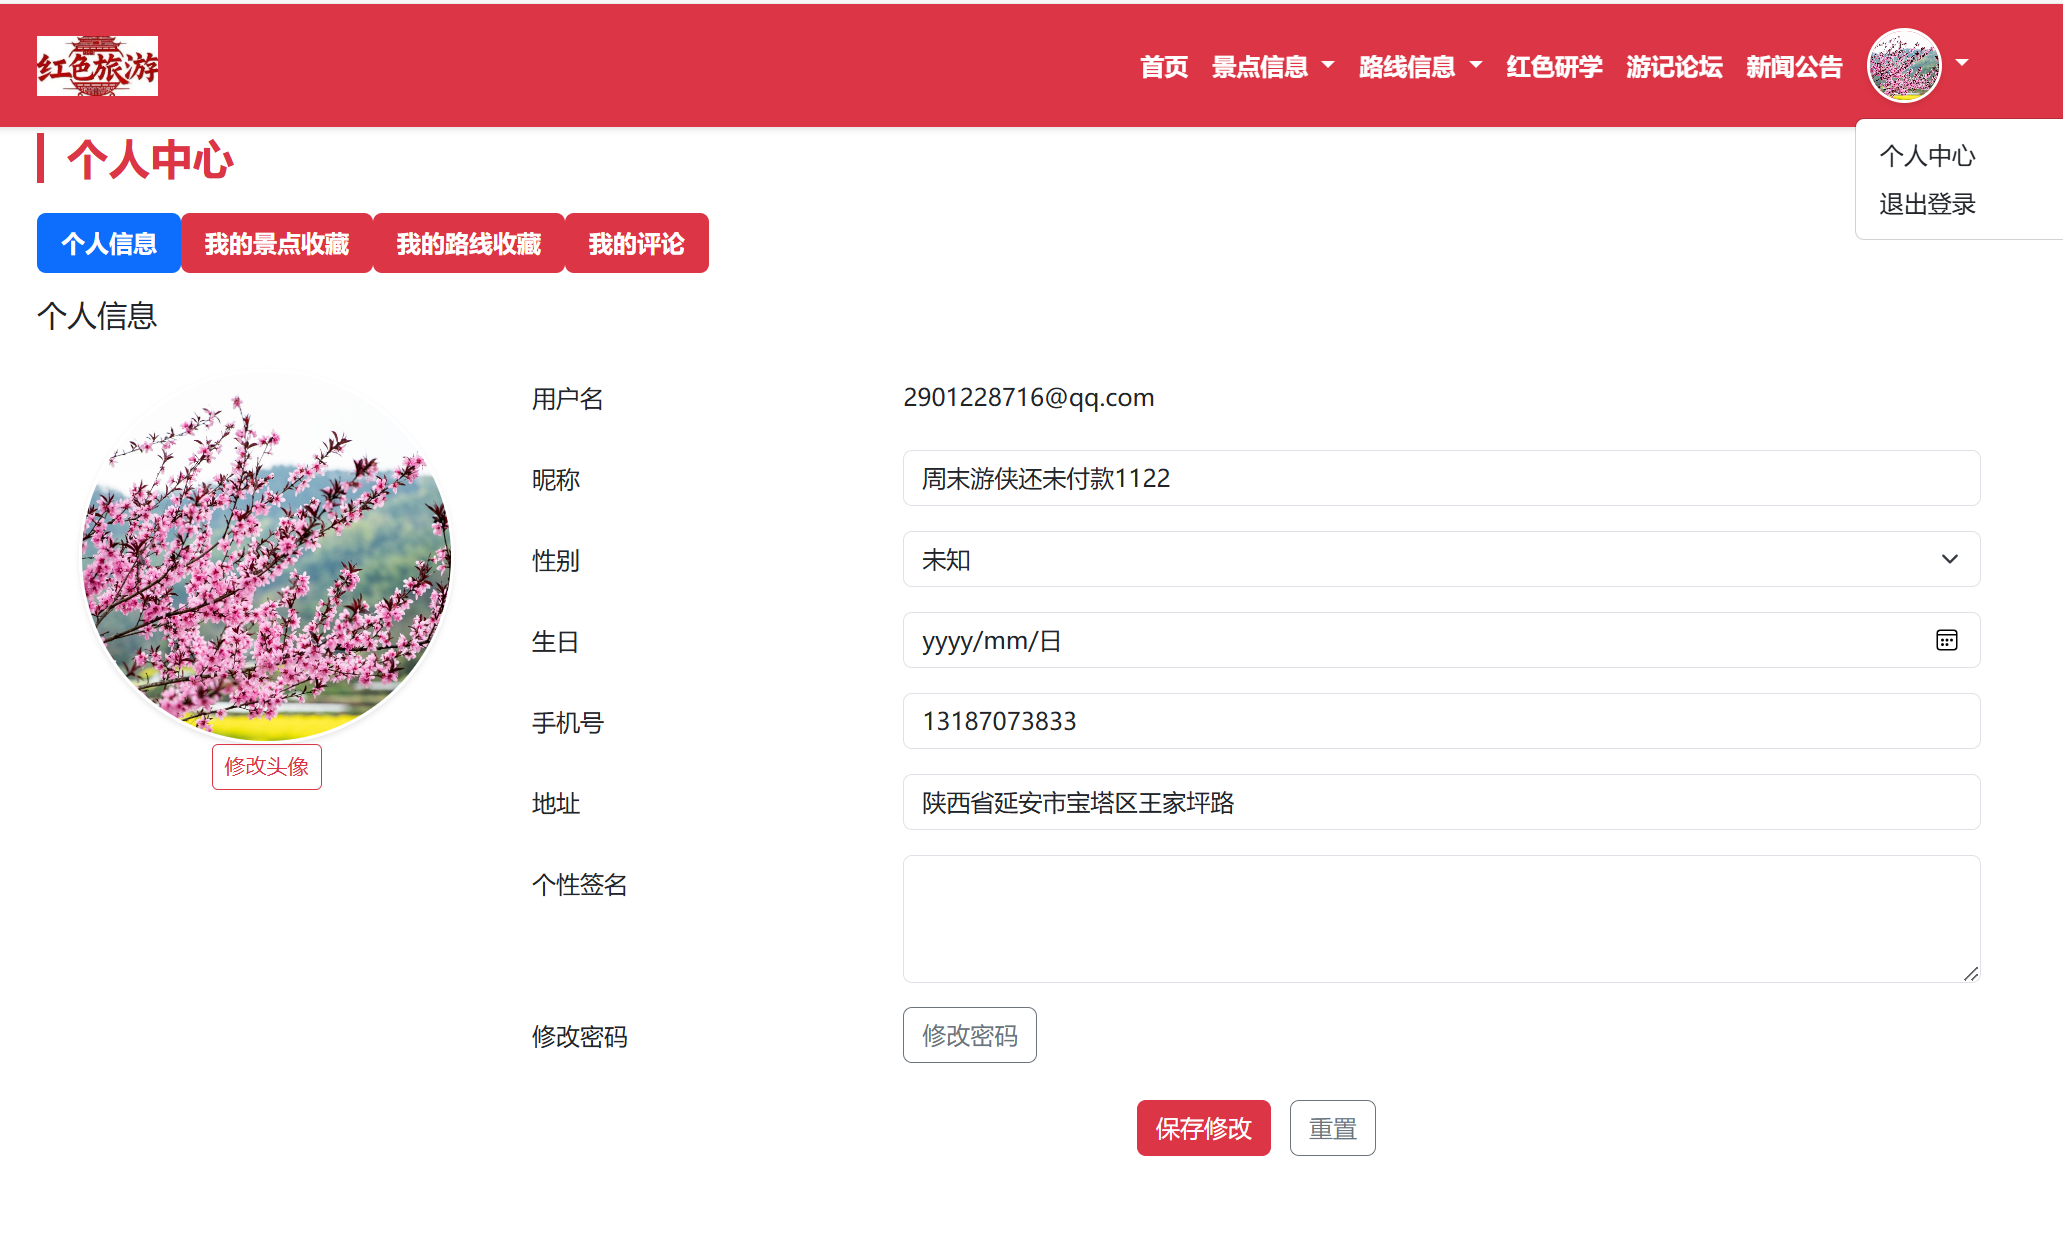 红色旅游
首页 景点信息 路线信息 红色研学 游记论坛 新闻公告
个人中心
退出登录
个人中心
个人信息 我的景点收藏 我的路线收藏 我的评论
个人信息
修改头像
用户名 2901228716@qq.com
昵称 周末游侠还未付款1122
性别 未知
生日 yyyy/mm/日
手机号 13187073833
地址 陕西省延安市宝塔区王家坪路
个性签名
修改密码 修改密码
保存修改 重置